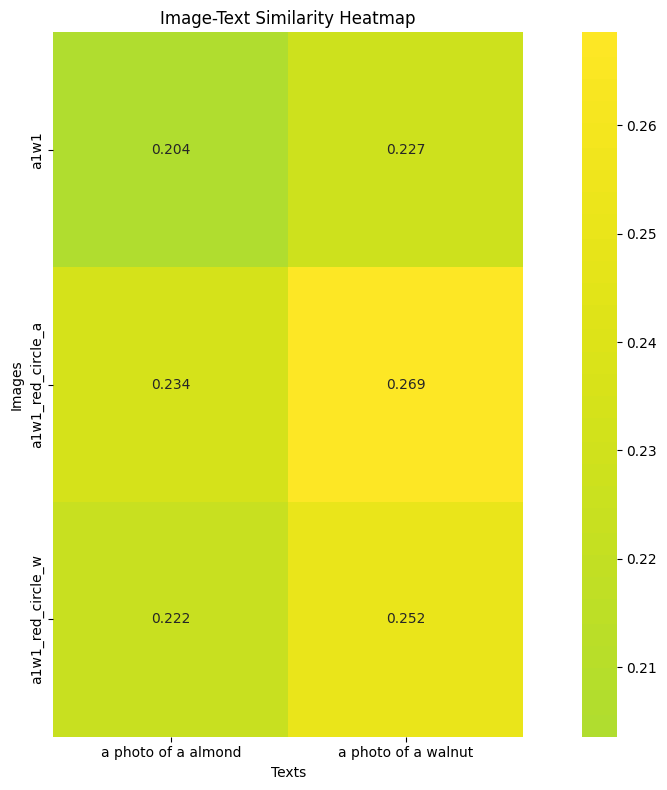 Image-Text Similarity Heatmap
Images
a1w1
0.204
0.227
a1w1_red_circle_a
0.234
0.269
a1w1_red_circle_w
0.222
0.252
a photo of a almond
a photo of a walnut
Texts
0.26
0.25
0.24
0.23
0.22
0.21